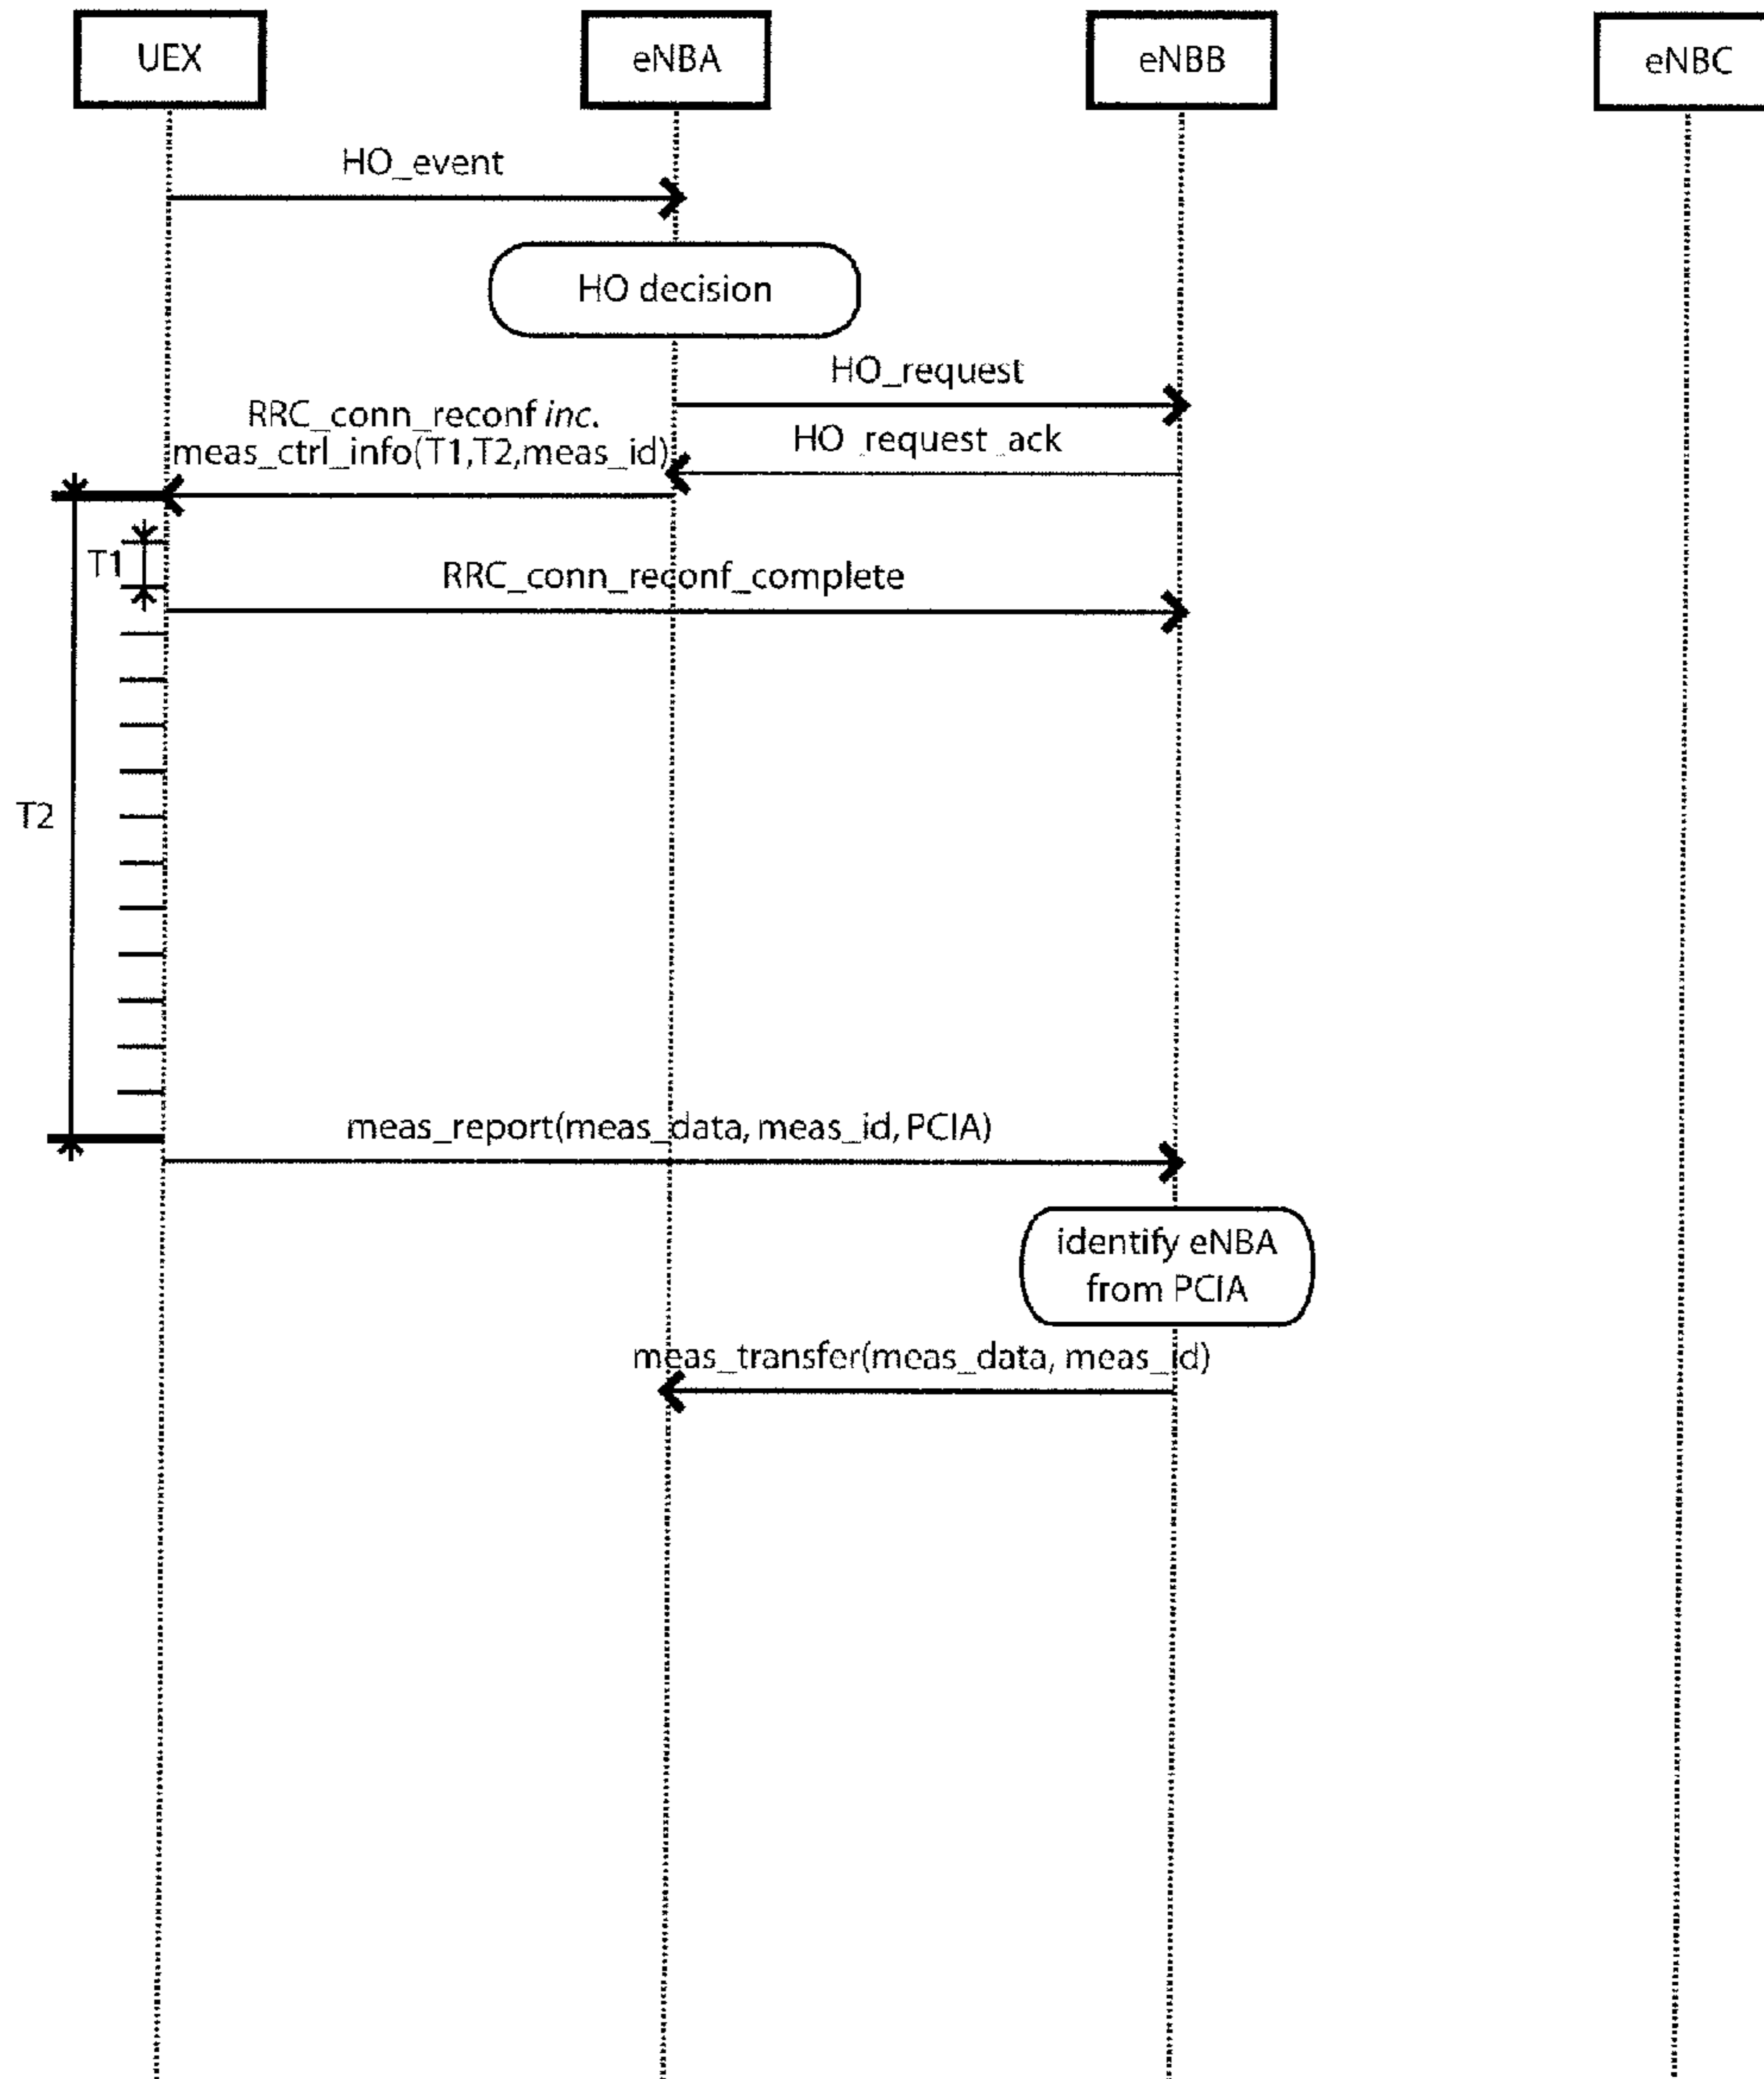 UEX
eNBA
eNBB
eNBC
HO_event
HO decision
HO_request
RRC_conn_reconf inc.
meas_ctrl_info(T1,T2,meas_id)
HO_request_ack
T1
RRC_conn_reconf_complete
T2
meas_report(meas_data, meas_id, PCIA)
identify eNBA
from PCIA
meas_transfer(meas_data, meas_id)